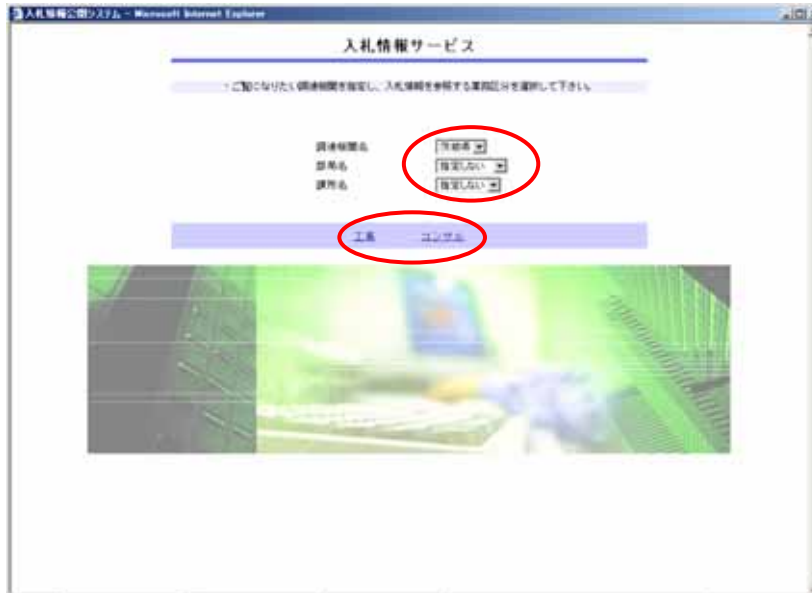 入札情報公開システム - Microsoft Internet Explorer
入札情報サービス
・ご覧になりたい調達機関を指定し、入札情報を参照する業務区分を選択して下さい。
調達機関名 茨城県
部局名 指定しない
課所名 指定しない
工事 コンサル